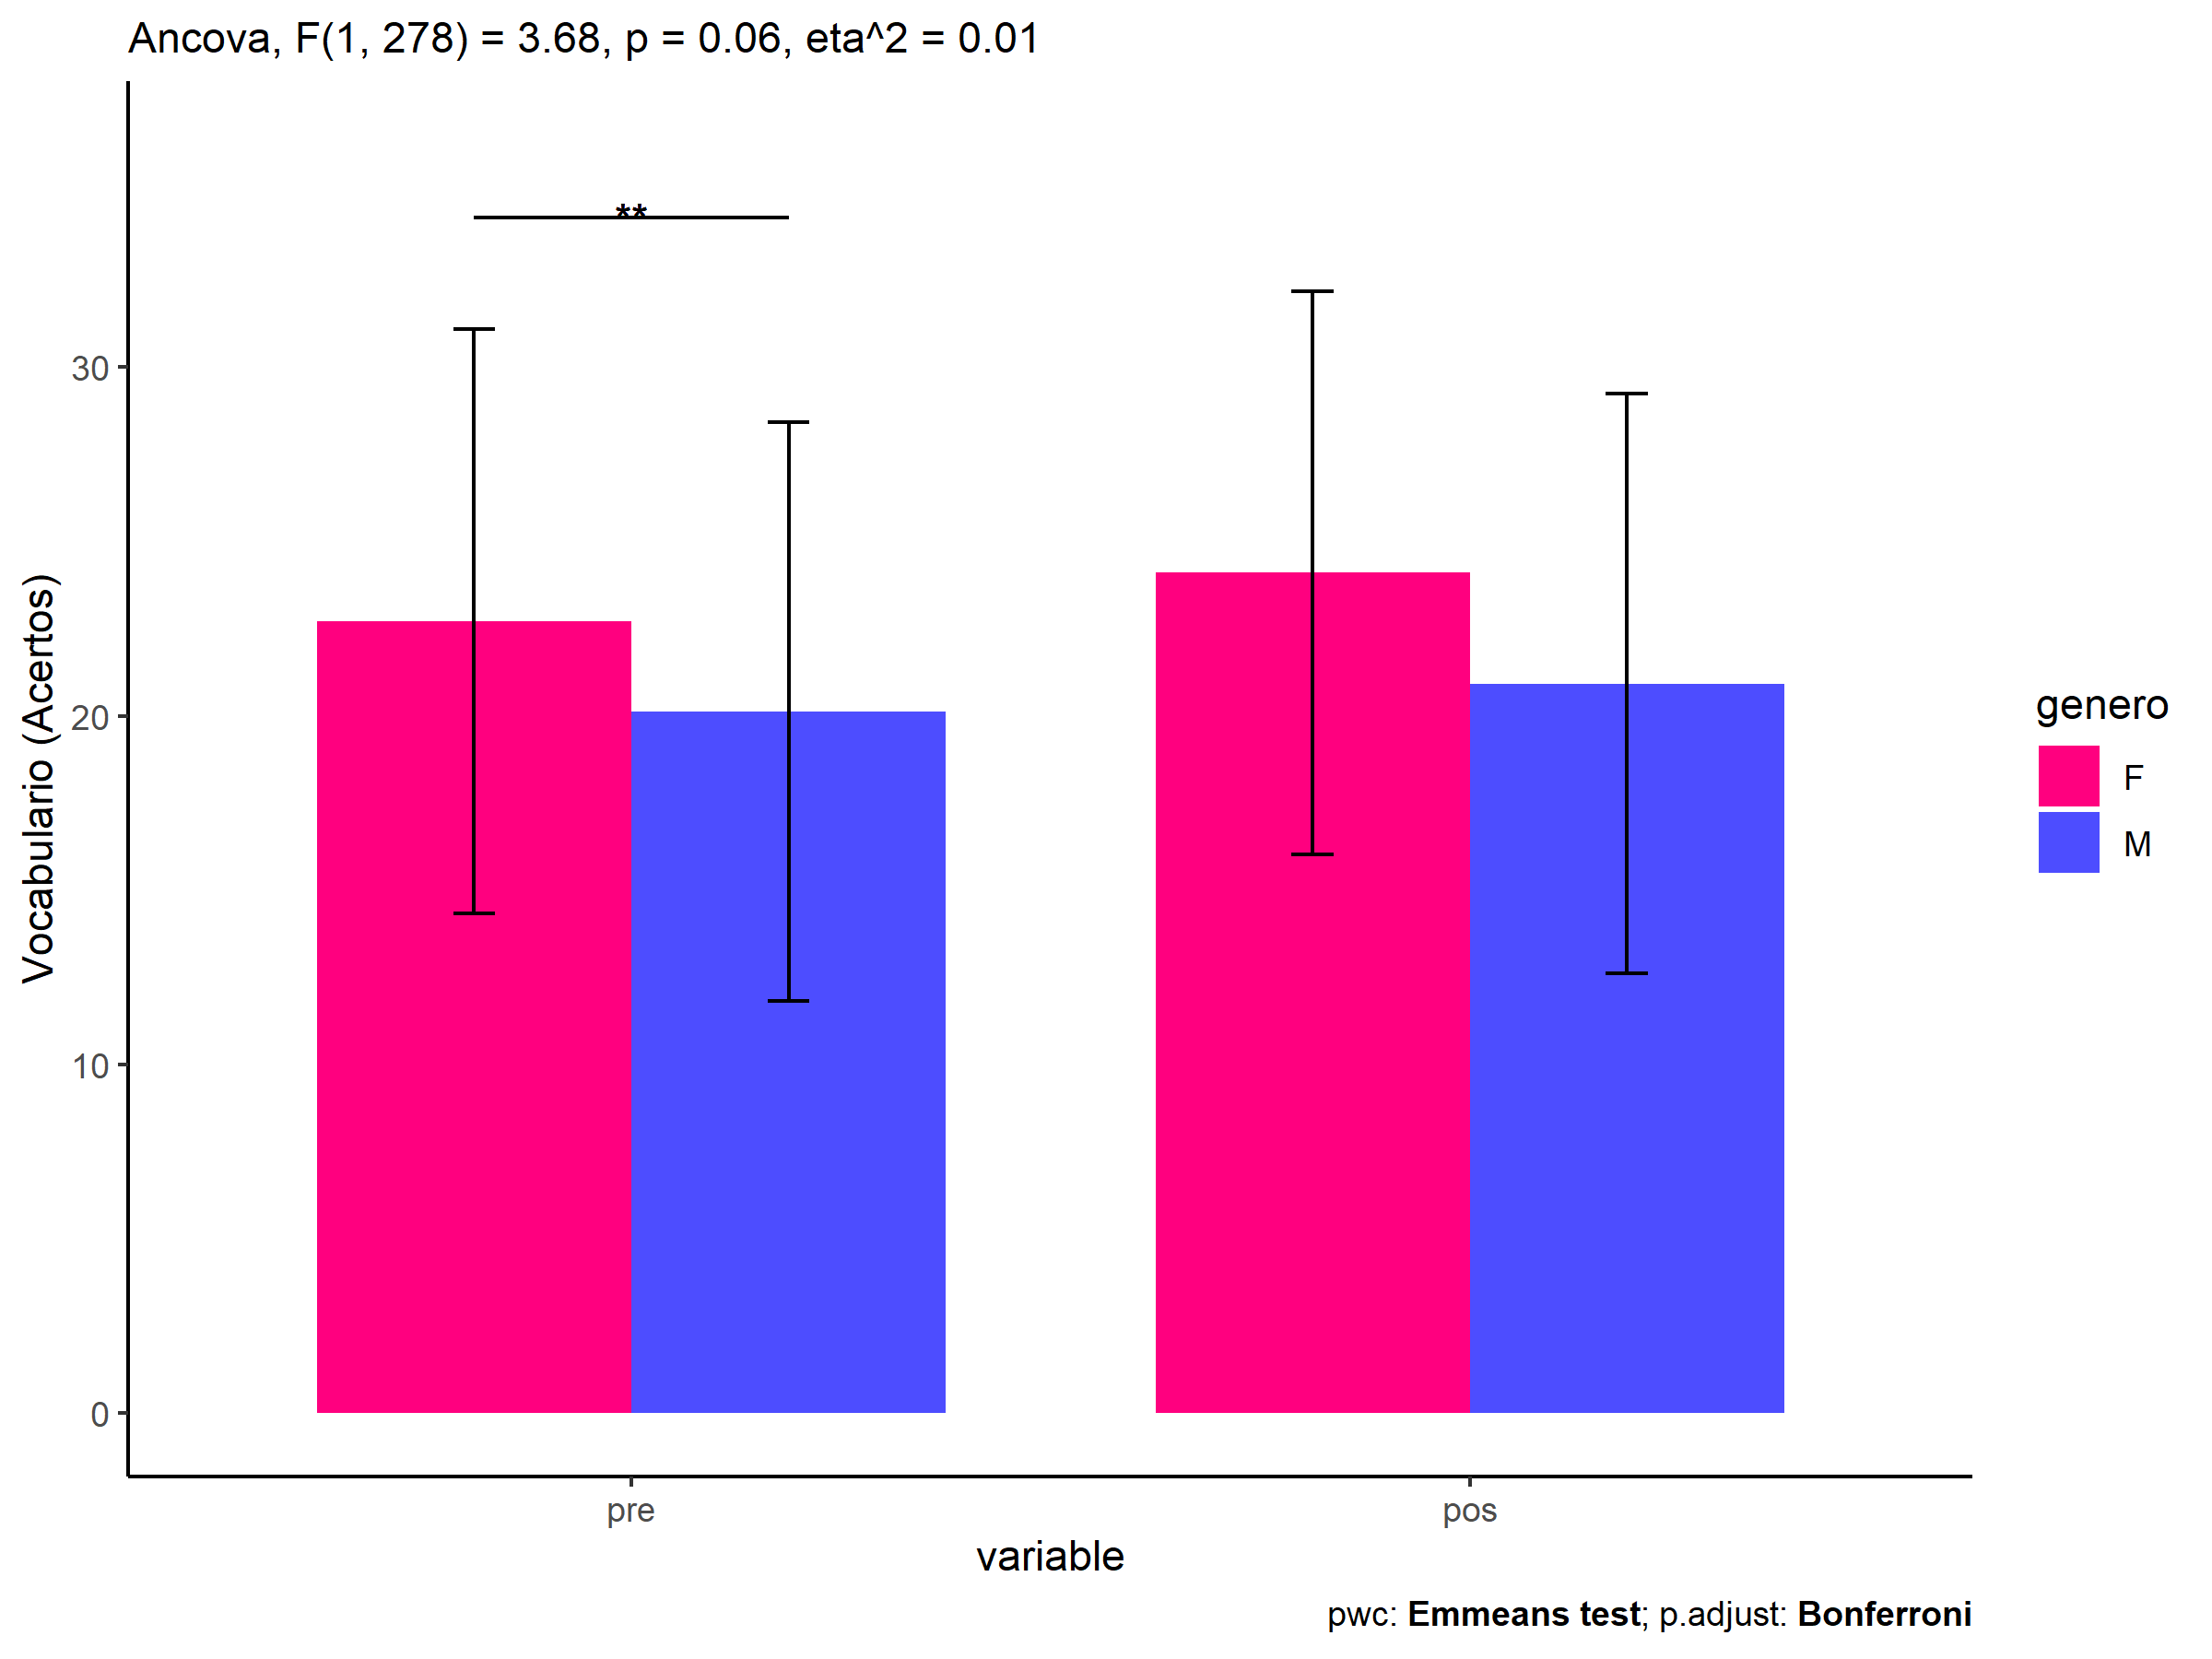 Ancova, F(1, 278) = 3.68, p = 0.06, eta^2 = 0.01
**
Vocabulario (Acertos)
30
20
10
0
pre
pos
variable
genero
F
M
pwc: Emmeans test; p.adjust: Bonferroni